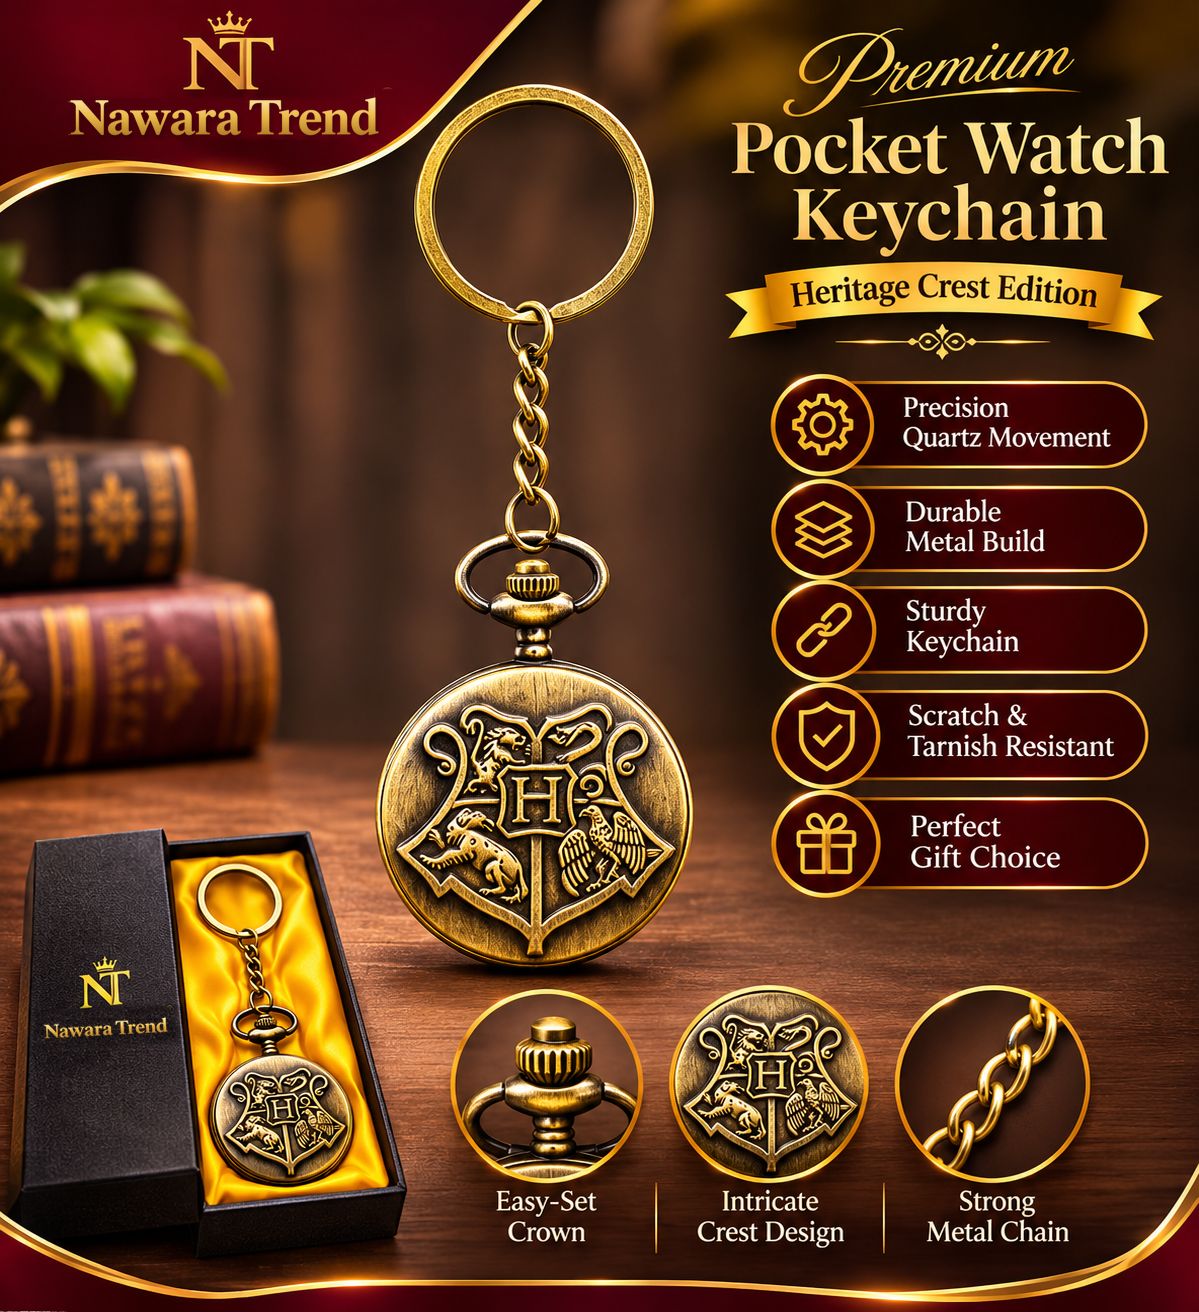 NT
Nawara Trend
Premium
Pocket Watch
Keychain
Heritage Crest Edition
Precision
Quartz Movement
Durable
Metal Build
Sturdy
Keychain
Scratch &
Tarnish Resistant
Perfect
Gift Choice
H
NT
Nawara Trend
H
H
Easy-Set
Crown
Intricate
Crest Design
Strong
Metal Chain